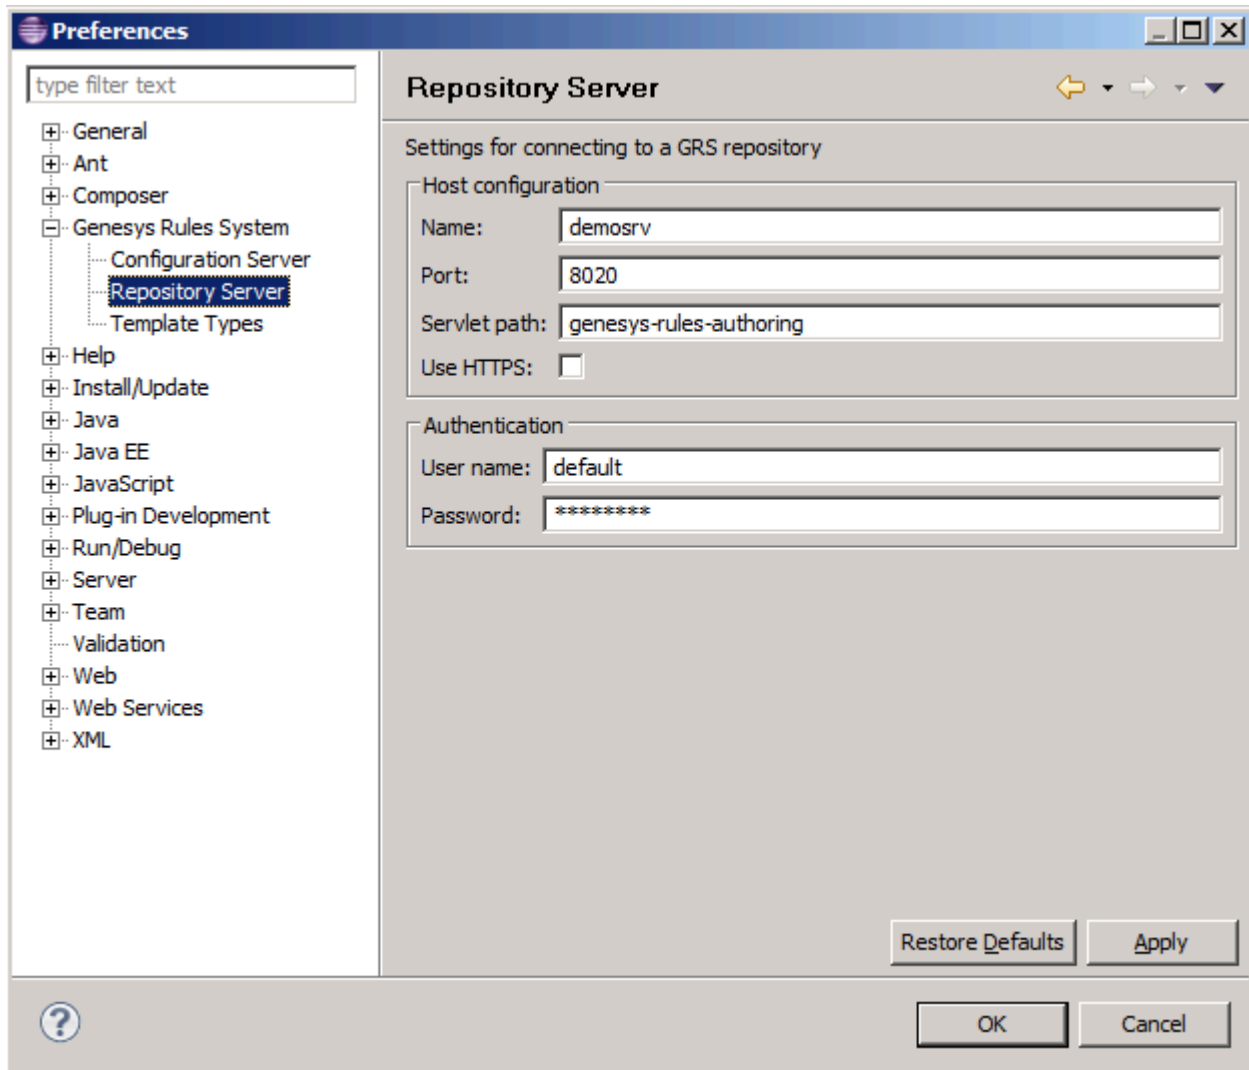 Preferences
type filter text
General
Ant
Composer
Genesys Rules System
Configuration Server
Repository Server
Template Types
Help
Install/Update
Java
Java EE
JavaScript
Plug-in Development
Run/Debug
Server
Team
Validation
Web
Web Services
XML
Repository Server
Settings for connecting to a GRS repository
Host configuration
Name: demosrv
Port: 8020
Servlet path: genesys-rules-authoring
Use HTTPS:
Authentication
User name: default
Password: ********
Restore Defaults Apply
? OK Cancel